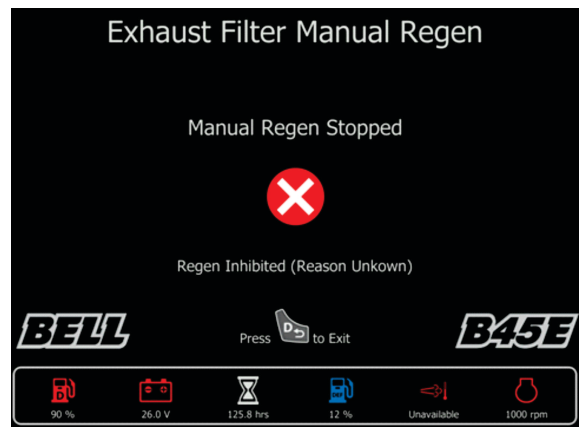 Exhaust Filter Manual Regen
Manual Regen Stopped
Regen Inhibited (Reason Unkown)
BELL
Press D to Exit
B45E
D
90 %
26.0 V
125.8 hrs
DEF
12 %
Unavailable
1000 rpm